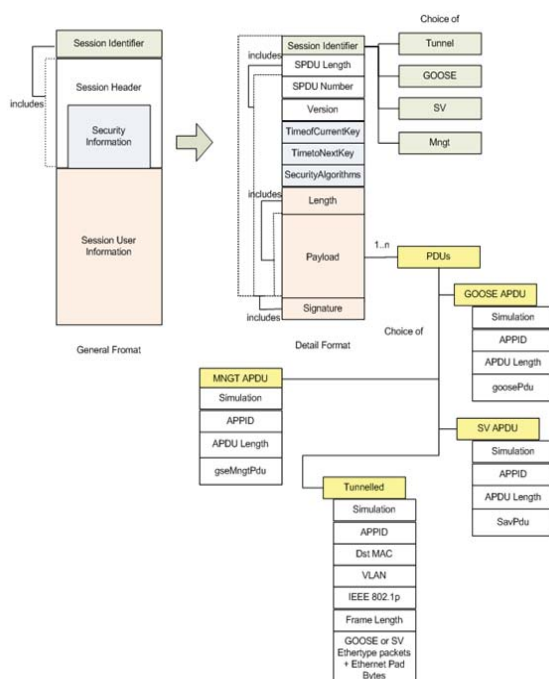 Choice of
Session Identifier
includes
Session Header
Security
Information
Session User
Information
General Fromat
includes
Session Identifier
SPDU Length
SPDU Number
Version
TimeofCurrentKey
TimetoNextKey
SecurityAlgorithms
includes
Length
Payload
Signature
includes
Detail Format
Tunnel
GOOSE
SV
Mngt
1..n
PDUs
Choice of
GOOSE APDU
Simulation
APPID
APDU Length
goosePdu
MNGT APDU
Simulation
APPID
APDU Length
gseMngtPdu
SV APDU
Simulation
APPID
APDU Length
SavPdu
Tunnelled
Simulation
APPID
Dst MAC
VLAN
IEEE 802.1p
Frame Length
GOOSE or SV
Ethertype packets
+ Ethernet Pad
Bytes